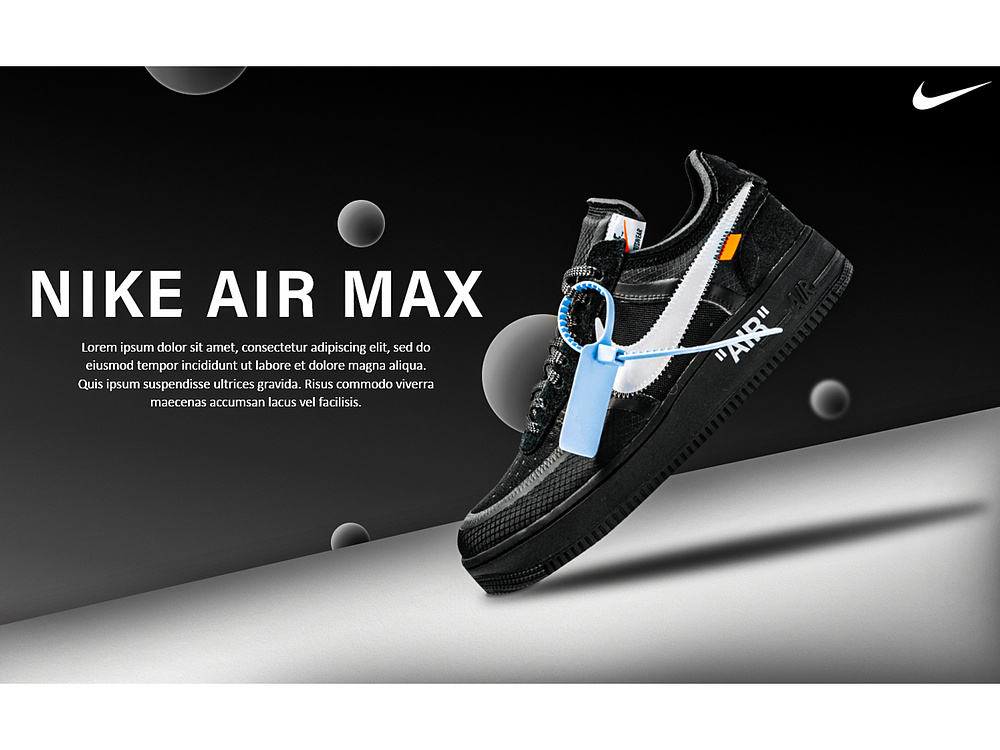 NIKE AIR MAX
Lorem ipsum dolor sit amet, consectetur adipiscing elit, sed do
eiusmod tempor incididunt ut labore et dolore magna aliqua.
Quis ipsum suspendisse ultrices gravida. Risus commodo viverra
maecenas accumsan lacus vel facilisis.
"AIR"
AIR